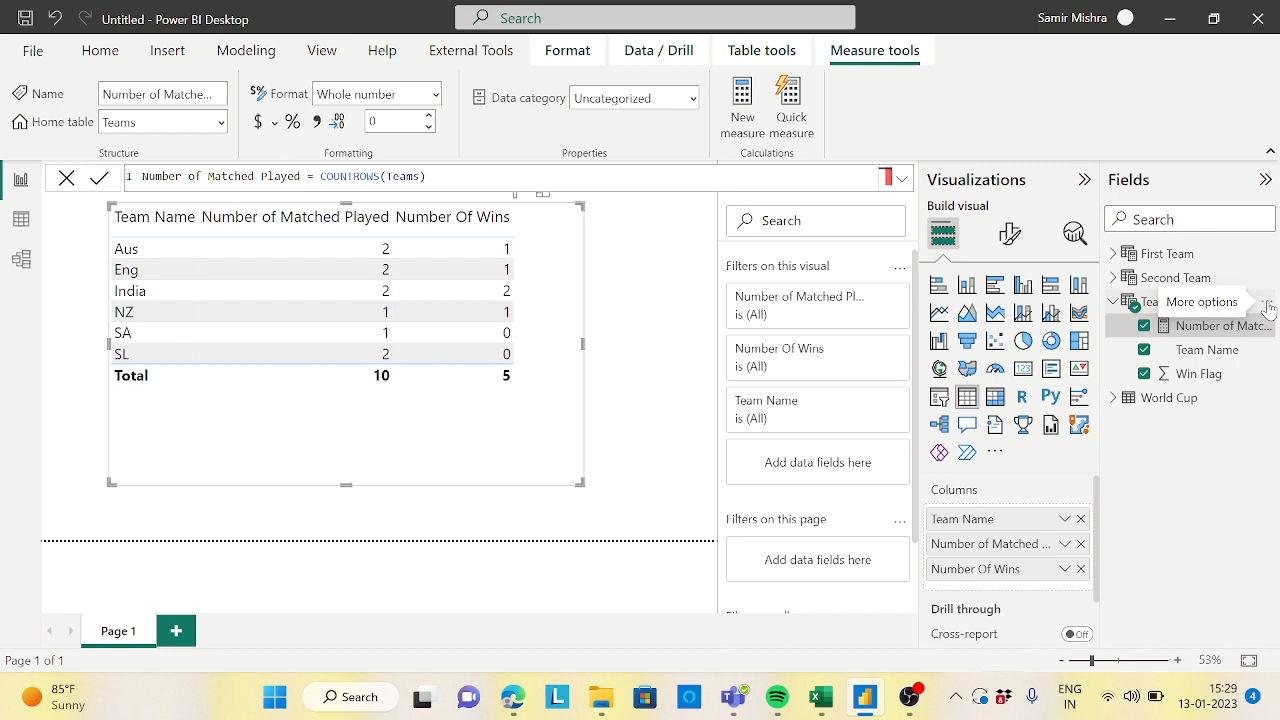 Untitled - Power BI Desktop
Search
Samir Mishra
File Home Insert Modeling View Help External Tools Format Data / Drill Table tools Measure tools
Name Number of Matche...
Home table Teams
Structure
Format Whole number
$ % 9 .00 0
Formatting
Data category Uncategorized
Properties
New measure
Quick measure
Calculations
1 Number of Matched Played = COUNTROWS(Teams)
Team Name Number of Matched Played Number Of Wins
Aus 2 1
Eng 2 1
India 2 2
NZ 1 1
SA 1 0
SL 2 0
Total 10 5
Search
Filters on this visual ...
Number of Matched Pl...
is (All)
Number Of Wins
is (All)
Team Name
is (All)
Add data fields here
Filters on this page ...
Add data fields here
Visualizations
Build visual
123
R Py
...
Columns
Team Name
Number of Matched ...
Number Of Wins
Drill through
Cross-report Off
Fields
Search
First Team
Second Team
More options
Number of Matc...
Team Name
Win Flag
World Cup
Page 1
Page 1 of 1
- + 53%
85°F
Sunny
Search
ENG
IN
15:29
13-01-2023
4